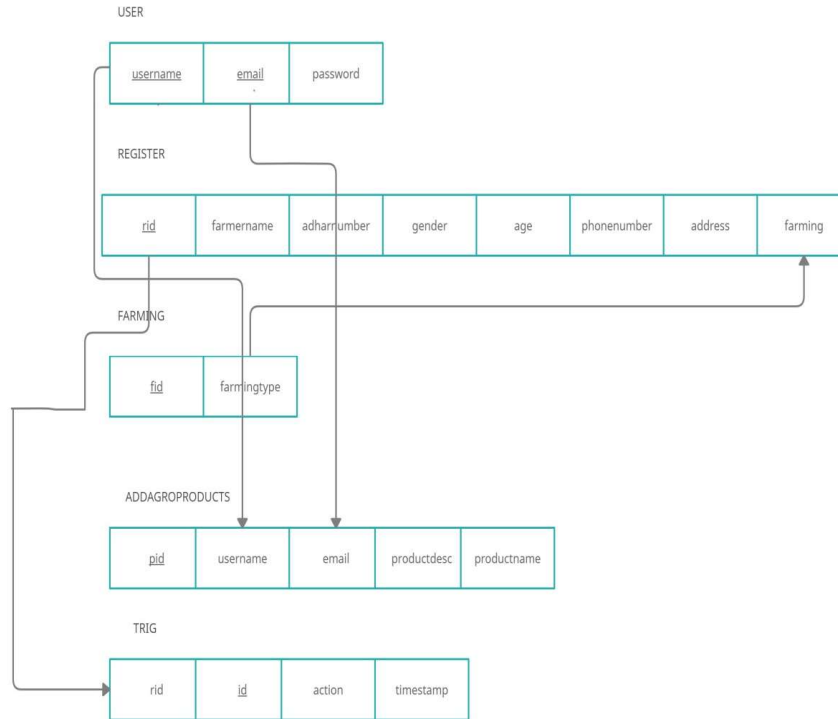 USER
username email password
REGISTER
rid farmername adharnumber gender age phonenumber address farming
FARMING
fid farmingtype
ADDAGROPRODUCTS
pid username email productdesc productname
TRIG
rid id action timestamp